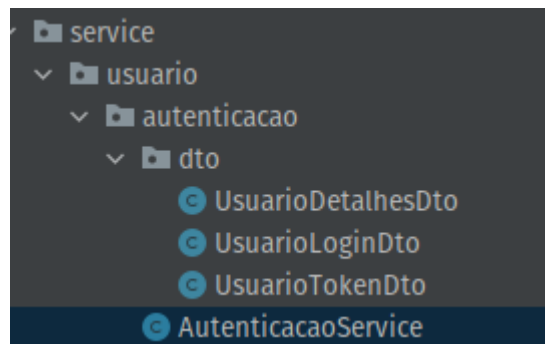 service
usuario
autenticacao
dto
UsuarioDetalhesDto
UsuarioLoginDto
UsuarioTokenDto
AutenticacaoService